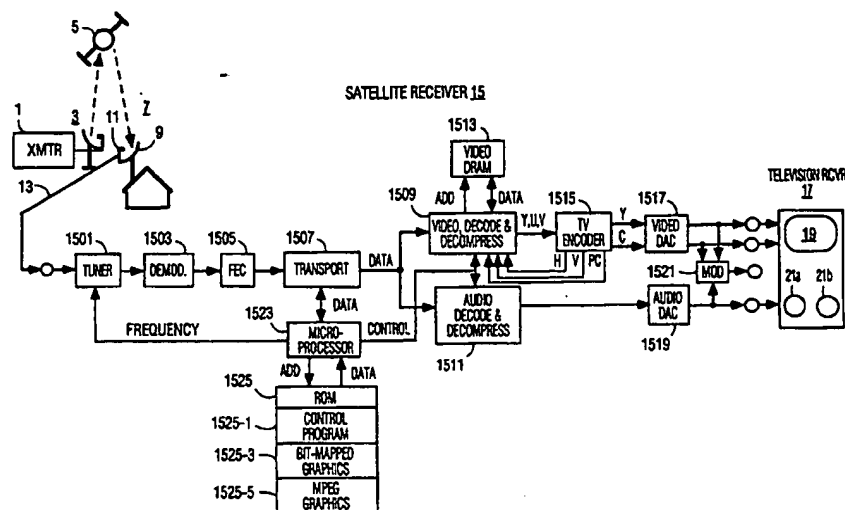 5
SATELLITE RECEIVER 15
7
1
XMTR
3
11
9
13
1513
VIDEO
DRAM
TELEVISION RCVR
17
ADD
DATA
1509
VIDEO, DECODE &
DECOMPRESS
Y,U,V
1515
TV
ENCODER
Y
C
1517
VIDEO
DAC
19
1501
TUNER
1503
DEMOD.
1505
FEC
1507
TRANSPORT
DATA
H
V
PC
1521
MOD
21a
21b
DATA
1523
MICRO-
PROCESSOR
CONTROL
FREQUENCY
AUDIO
DECODE &
DECOMPRESS
1511
AUDIO
DAC
1519
ADD
DATA
1525
ROM
1525-1
CONTROL
PROGRAM
1525-3
BIT-MAPPED
GRAPHICS
1525-5
MPEG
GRAPHICS